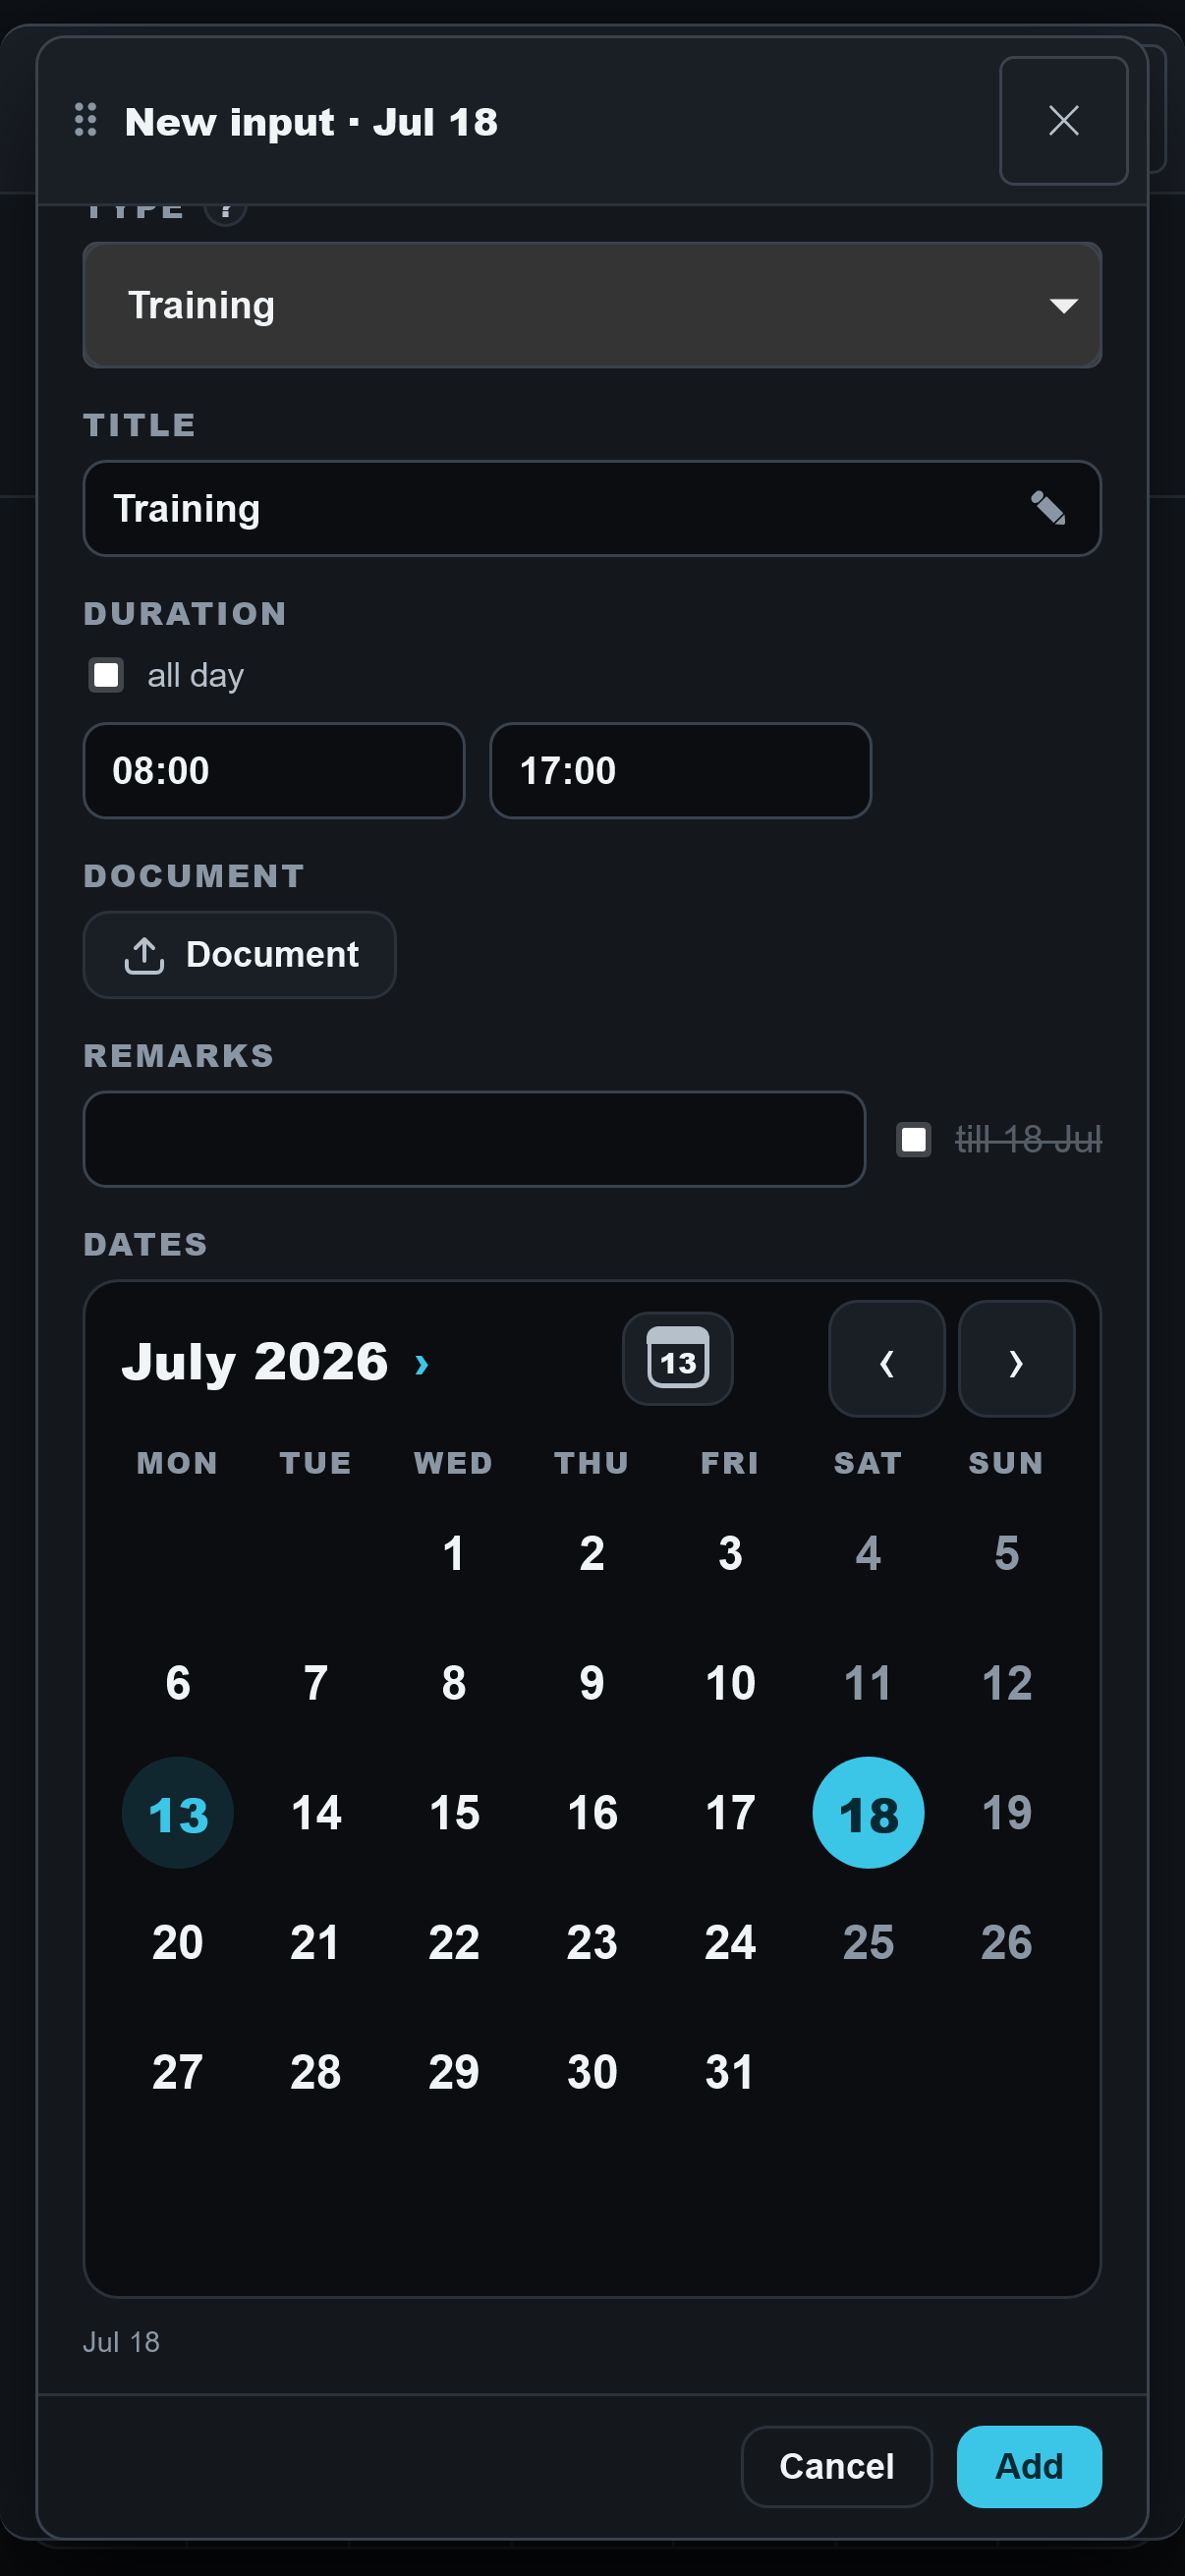 New input · Jul 18
TYPE ?
Training
TITLE
Training
DURATION
all day
08:00 17:00
DOCUMENT
Document
REMARKS
till 18 Jul
DATES
July 2026 › 13 ‹ ›
MON TUE WED THU FRI SAT SUN
1 2 3 4 5
6 7 8 9 10 11 12
13 14 15 16 17 18 19
20 21 22 23 24 25 26
27 28 29 30 31
Jul 18
Cancel Add